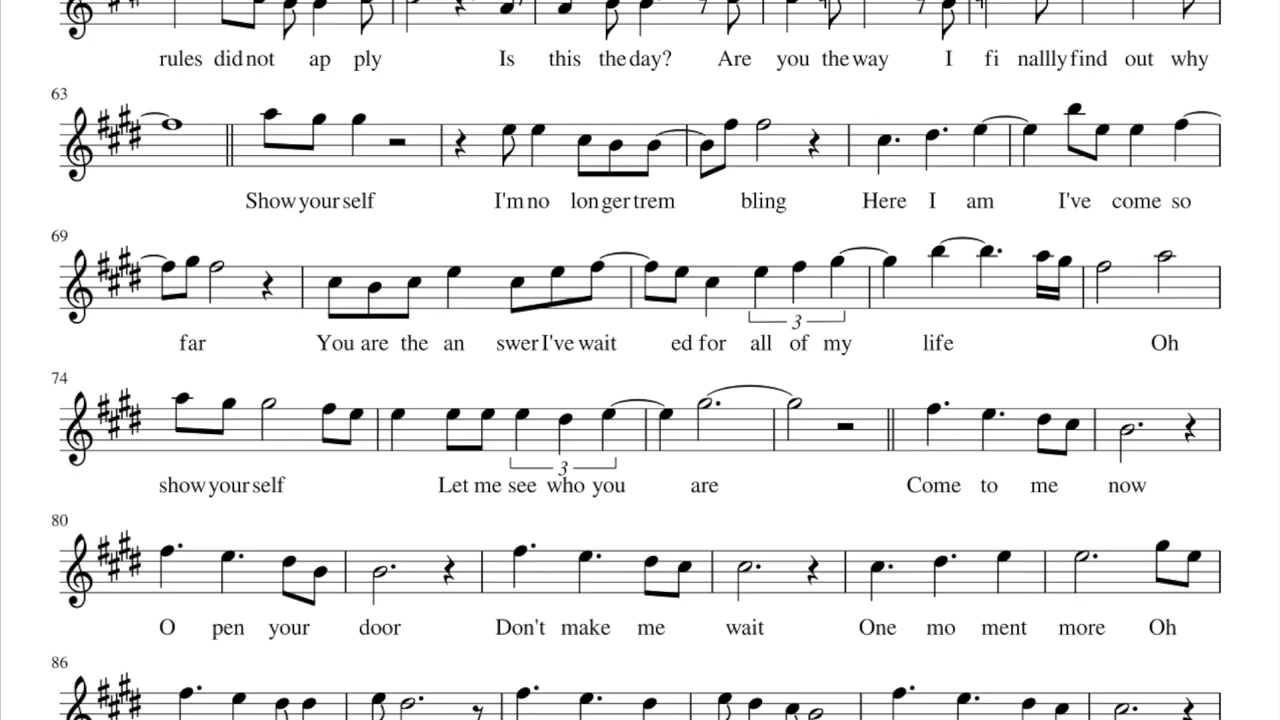 rules did not ap ply Is this the day? Are you the way I fi nallly find out why
63
Show your self I'm no lon ger trem bling Here I am I've come so
69
far You are the an swer I've wait ed for all of my life Oh
3
74
show your self Let me see who you are Come to me now
3
80
O pen your door Don't make me wait One mo ment more Oh
86